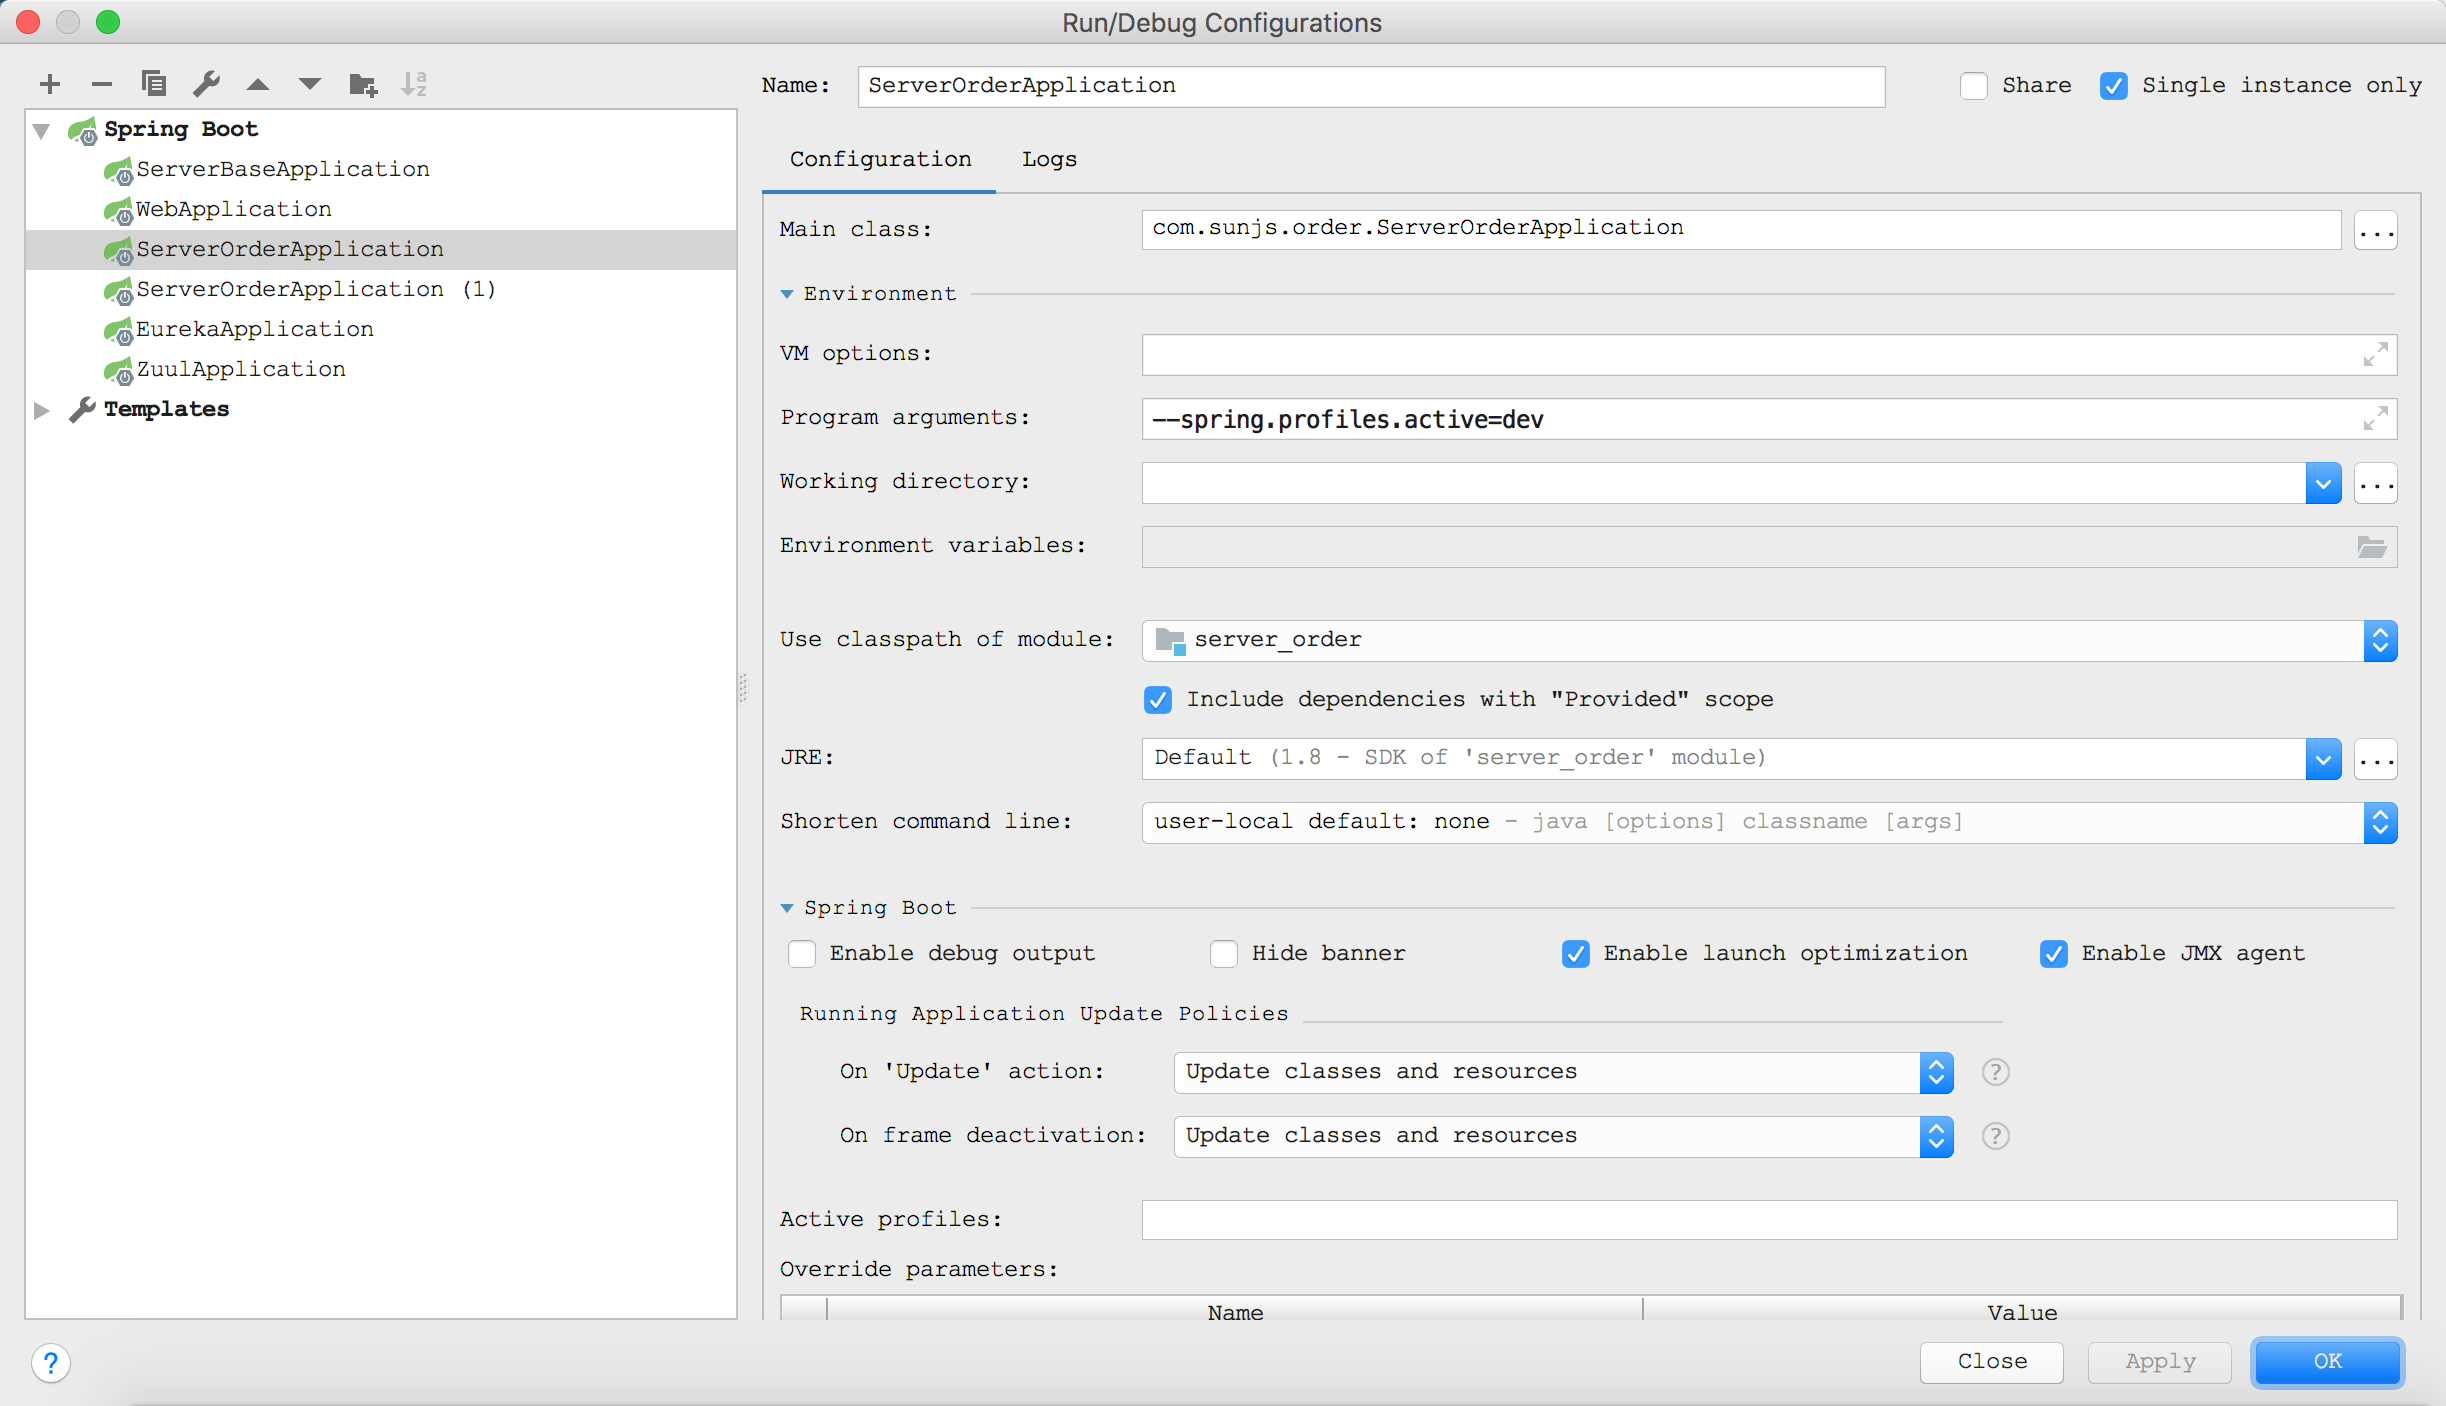 Run/Debug Configurations
Name: ServerOrderApplication Share Single instance only
Spring Boot
ServerBaseApplication
WebApplication
ServerOrderApplication
ServerOrderApplication (1)
EurekaApplication
ZuulApplication
Templates
Configuration Logs
Main class: com.sunjs.order.ServerOrderApplication ...
Environment
VM options:
Program arguments: --spring.profiles.active=dev
Working directory: ...
Environment variables:
Use classpath of module: server_order
Include dependencies with "Provided" scope
JRE: Default (1.8 - SDK of 'server_order' module) ...
Shorten command line: user-local default: none - java [options] classname [args]
Spring Boot
Enable debug output Hide banner Enable launch optimization Enable JMX agent
Running Application Update Policies
On 'Update' action: Update classes and resources ?
On frame deactivation: Update classes and resources ?
Active profiles:
Override parameters:
Name Value
? Close Apply OK